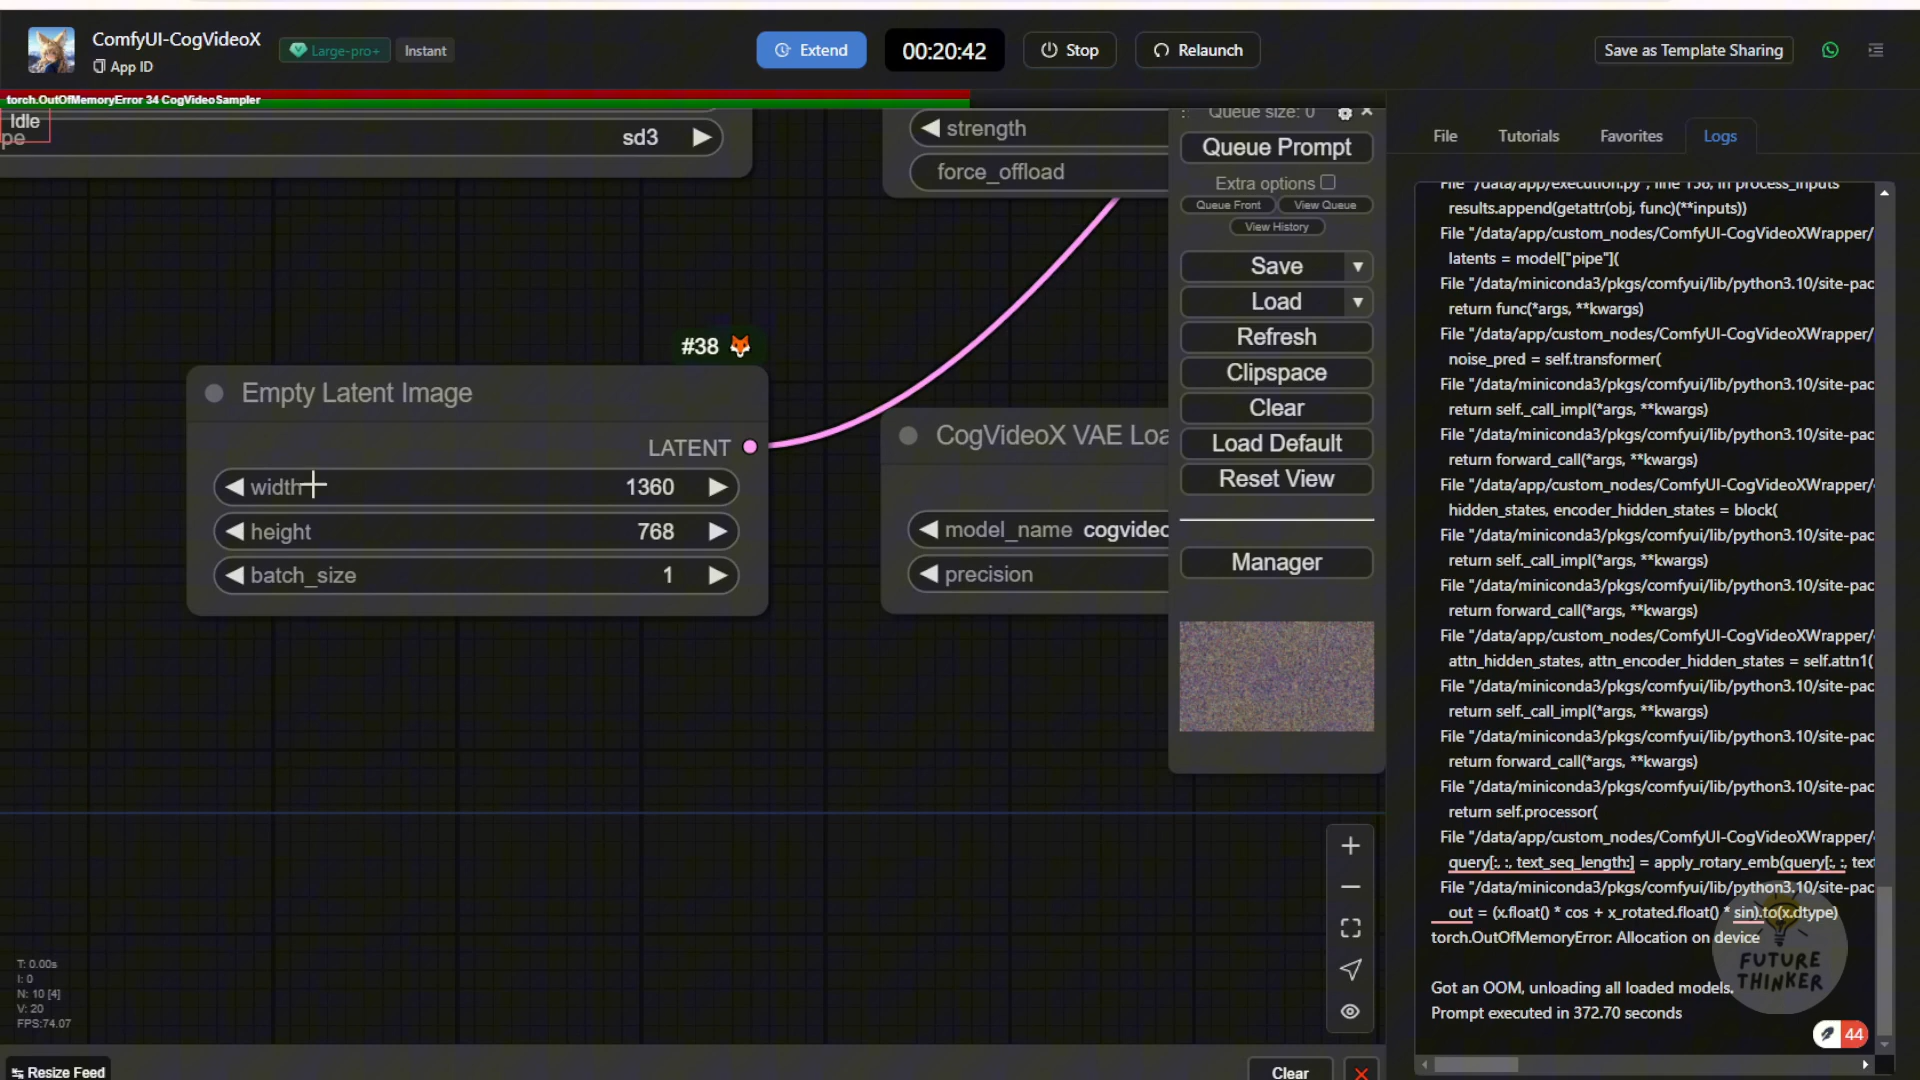 ComfyUI-CogVideoX
App ID
Large-pro+
Instant
Extend
00:20:42
Stop
Relaunch
Save as Template Sharing
torch.OutOfMemoryError 34 CogVideoSampler
Idle
pe
sd3
strength
force_offload
#38
Empty Latent Image
LATENT
width 1360
height 768
batch_size 1
CogVideoX VAE Loa
model_name cogvidec
precision
Queue size: 0
Queue Prompt
Extra options
Queue Front
View Queue
View History
Save
Load
Refresh
Clipspace
Clear
Load Default
Reset View
Manager
File
Tutorials
Favorites
Logs
File "/data/app/execution.py", line 138, in process_inputs
results.append(getattr(obj, func)(**inputs))
File "/data/app/custom_nodes/ComfyUI-CogVideoXWrapper/
latents = model["pipe"](
File "/data/miniconda3/pkgs/comfyui/lib/python3.10/site-pac
return func(*args, **kwargs)
File "/data/app/custom_nodes/ComfyUI-CogVideoXWrapper/
noise_pred = self.transformer(
File "/data/miniconda3/pkgs/comfyui/lib/python3.10/site-pac
return self._call_impl(*args, **kwargs)
File "/data/miniconda3/pkgs/comfyui/lib/python3.10/site-pac
return forward_call(*args, **kwargs)
File "/data/app/custom_nodes/ComfyUI-CogVideoXWrapper/
hidden_states, encoder_hidden_states = block(
File "/data/miniconda3/pkgs/comfyui/lib/python3.10/site-pac
return self._call_impl(*args, **kwargs)
File "/data/miniconda3/pkgs/comfyui/lib/python3.10/site-pac
return forward_call(*args, **kwargs)
File "/data/app/custom_nodes/ComfyUI-CogVideoXWrapper/
attn_hidden_states, attn_encoder_hidden_states = self.attn1(
File "/data/miniconda3/pkgs/comfyui/lib/python3.10/site-pac
return self._call_impl(*args, **kwargs)
File "/data/miniconda3/pkgs/comfyui/lib/python3.10/site-pac
return forward_call(*args, **kwargs)
File "/data/miniconda3/pkgs/comfyui/lib/python3.10/site-pac
return self.processor(
File "/data/app/custom_nodes/ComfyUI-CogVideoXWrapper/
query[:, :, text_seq_length:] = apply_rotary_emb(query[:, :, tex
File "/data/miniconda3/pkgs/comfyui/lib/python3.10/site-pac
out = (x.float() * cos + x_rotated.float() * sin).to(x.dtype)
torch.OutOfMemoryError: Allocation on device
Got an OOM, unloading all loaded models.
Prompt executed in 372.70 seconds
FUTURE
THINKER
44
T: 0.00s
I: 0
N: 10 [4]
V: 20
FPS:74.07
Resize Feed
Clear